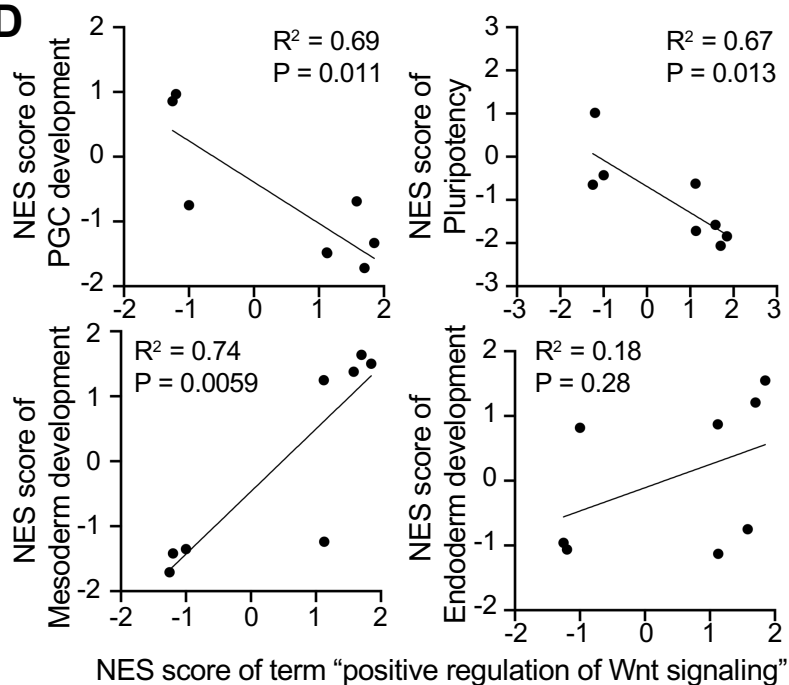 D
NES score of
PGC development
2
1
0
-1
-2
-2
-1
0
1
2
R² = 0.69
P = 0.011
NES score of
Pluripotency
3
2
1
0
-1
-2
-3
-3
-2
-1
0
1
2
3
R² = 0.67
P = 0.013
NES score of
Mesoderm development
2
1
0
-1
-2
-2
-1
0
1
2
R² = 0.74
P = 0.0059
NES score of
Endoderm development
2
1
0
-1
-2
-2
-1
0
1
2
R² = 0.18
P = 0.28
NES score of term “positive regulation of Wnt signaling”